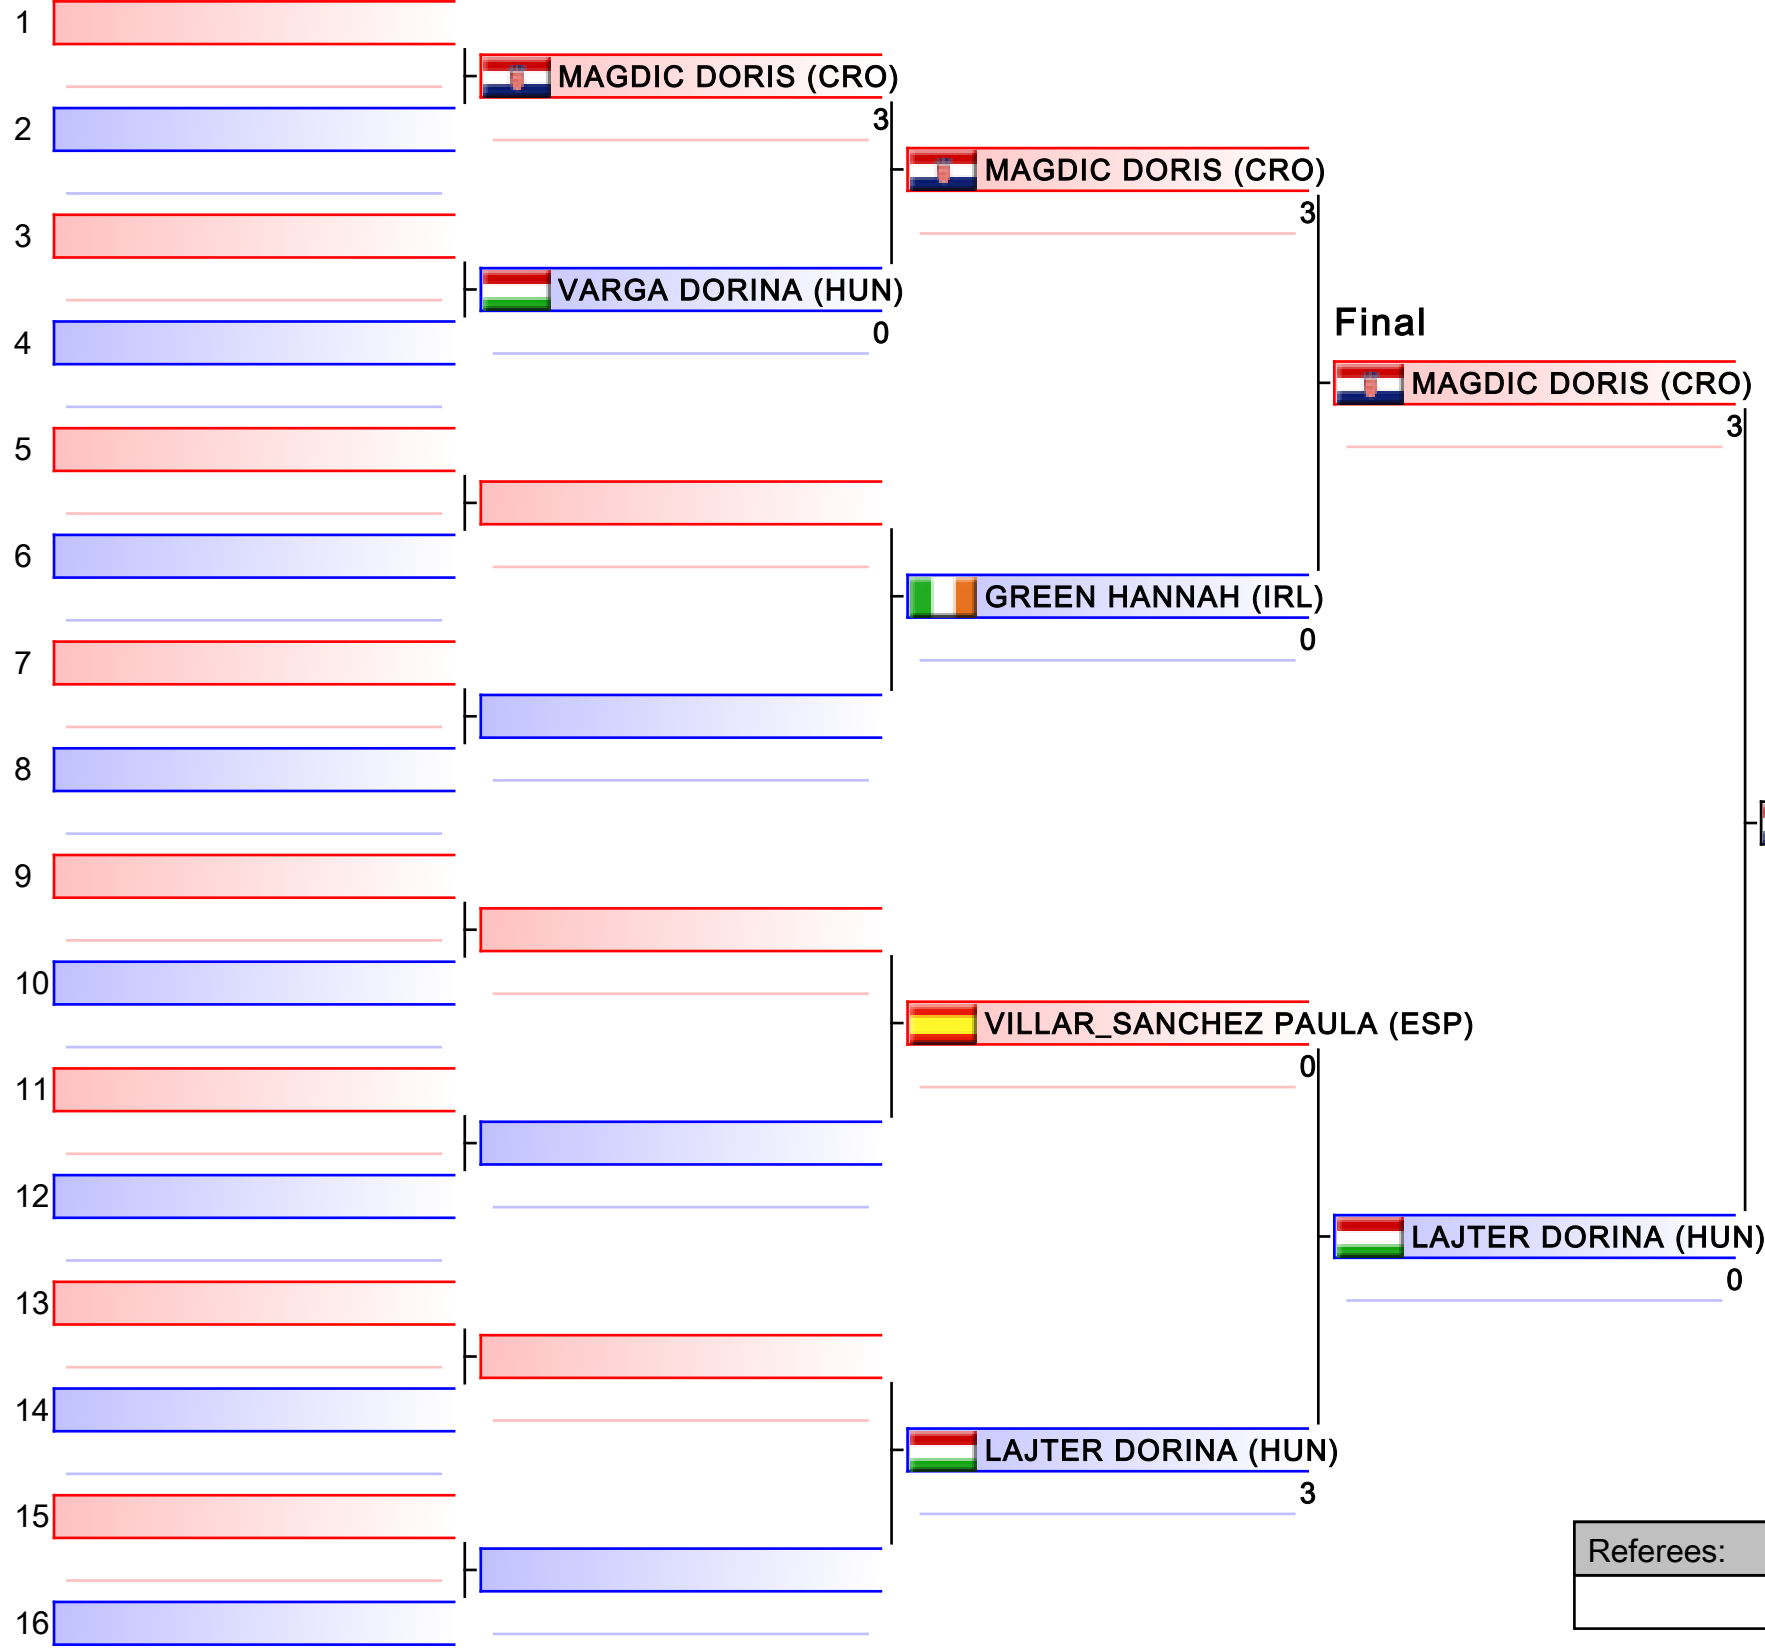 1
MAGDIC DORIS (CRO)
3
2
MAGDIC DORIS (CRO)
3
3
VARGA DORINA (HUN)
0
4
Final
MAGDIC DORIS (CRO)
3
5
6
GREEN HANNAH (IRL)
0
7
8
9
10
VILLAR_SANCHEZ PAULA (ESP)
0
11
12
LAJTER DORINA (HUN)
0
13
14
LAJTER DORINA (HUN)
3
15
Referees:
16